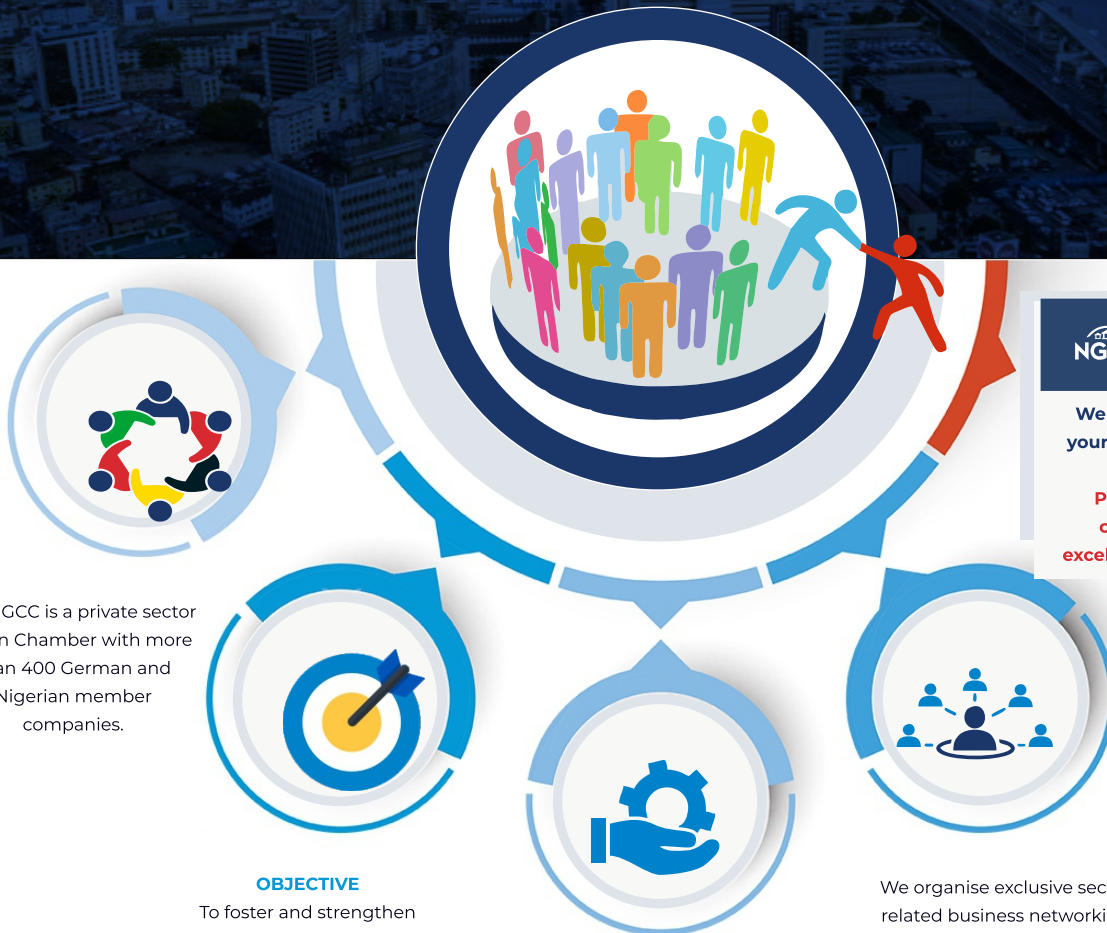 NG
We
your
P
excel
GCC is a private sector
n Chamber with more
an 400 German and
Nigerian member
companies.
OBJECTIVE
To foster and strengthen
We organise exclusive sec
related business networki